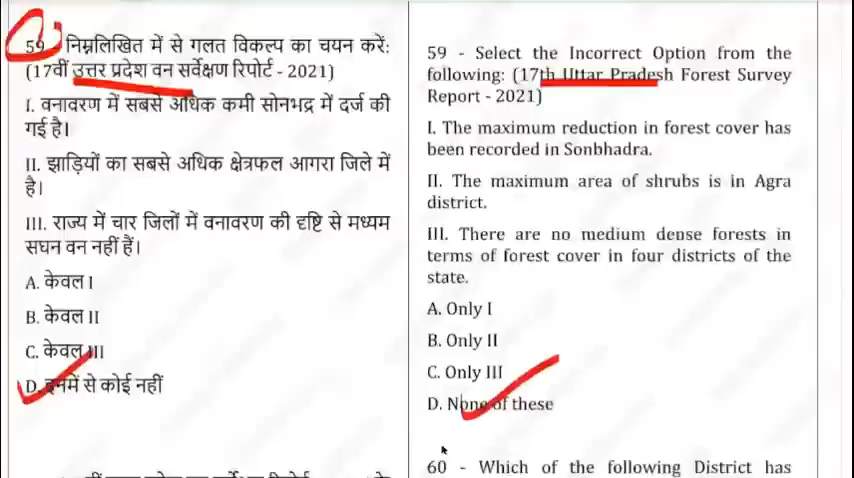 59 - निम्नलिखित में से गलत विकल्प का चयन करें:
(17वीं उत्तर प्रदेश वन सर्वेक्षण रिपोर्ट - 2021)
I. वनावरण में सबसे अधिक कमी सोनभद्र में दर्ज की
गई है।
II. झाड़ियों का सबसे अधिक क्षेत्रफल आगरा जिले में
है।
III. राज्य में चार जिलों में वनावरण की दृष्टि से मध्यम
सघन वन नहीं हैं।
A. केवल I
B. केवल II
C. केवल III
D. इनमें से कोई नहीं
59 - Select the Incorrect Option from the
following: (17th Uttar Pradesh Forest Survey
Report - 2021)
I. The maximum reduction in forest cover has
been recorded in Sonbhadra.
II. The maximum area of shrubs is in Agra
district.
III. There are no medium dense forests in
terms of forest cover in four districts of the
state.
A. Only I
B. Only II
C. Only III
D. None of these
60 - Which of the following District has